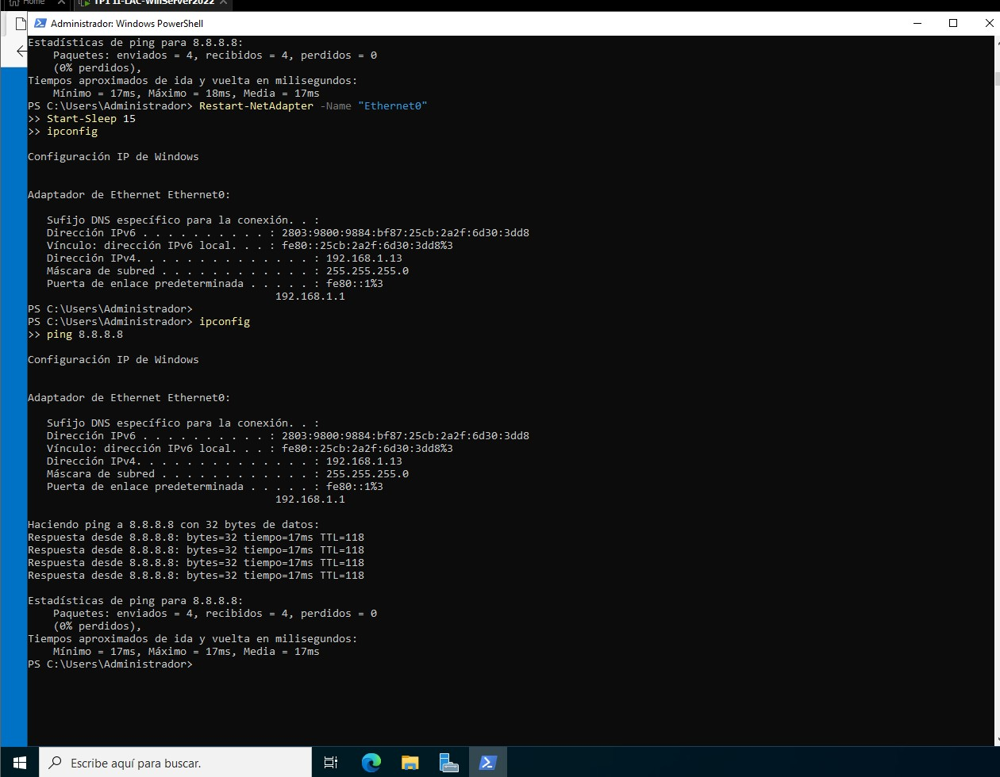 Home
TPI II-LAC-WinServer2022
Administrador: Windows PowerShell
Estadísticas de ping para 8.8.8.8:
    Paquetes: enviados = 4, recibidos = 4, perdidos = 0
    (0% perdidos),
Tiempos aproximados de ida y vuelta en milisegundos:
    Mínimo = 17ms, Máximo = 18ms, Media = 17ms
PS C:\Users\Administrador> Restart-NetAdapter -Name "Ethernet0"
>> Start-Sleep 15
>> ipconfig
Configuración IP de Windows
Adaptador de Ethernet Ethernet0:
   Sufijo DNS específico para la conexión. . :
   Dirección IPv6 . . . . . . . . . . : 2803:9800:9884:bf87:25cb:2a2f:6d30:3dd8
   Vínculo: dirección IPv6 local. . . : fe80::25cb:2a2f:6d30:3dd8%3
   Dirección IPv4. . . . . . . . . . . . . . : 192.168.1.13
   Máscara de subred . . . . . . . . . . . . : 255.255.255.0
   Puerta de enlace predeterminada . . . . . : fe80::1%3
                                       192.168.1.1
PS C:\Users\Administrador>
PS C:\Users\Administrador> ipconfig
>> ping 8.8.8.8
Configuración IP de Windows
Adaptador de Ethernet Ethernet0:
   Sufijo DNS específico para la conexión. . :
   Dirección IPv6 . . . . . . . . . . : 2803:9800:9884:bf87:25cb:2a2f:6d30:3dd8
   Vínculo: dirección IPv6 local. . . : fe80::25cb:2a2f:6d30:3dd8%3
   Dirección IPv4. . . . . . . . . . . . . . : 192.168.1.13
   Máscara de subred . . . . . . . . . . . . : 255.255.255.0
   Puerta de enlace predeterminada . . . . . : fe80::1%3
                                       192.168.1.1
Haciendo ping a 8.8.8.8 con 32 bytes de datos:
Respuesta desde 8.8.8.8: bytes=32 tiempo=17ms TTL=118
Respuesta desde 8.8.8.8: bytes=32 tiempo=17ms TTL=118
Respuesta desde 8.8.8.8: bytes=32 tiempo=17ms TTL=118
Respuesta desde 8.8.8.8: bytes=32 tiempo=17ms TTL=118
Estadísticas de ping para 8.8.8.8:
    Paquetes: enviados = 4, recibidos = 4, perdidos = 0
    (0% perdidos),
Tiempos aproximados de ida y vuelta en milisegundos:
    Mínimo = 17ms, Máximo = 17ms, Media = 17ms
PS C:\Users\Administrador>
Escribe aquí para buscar.